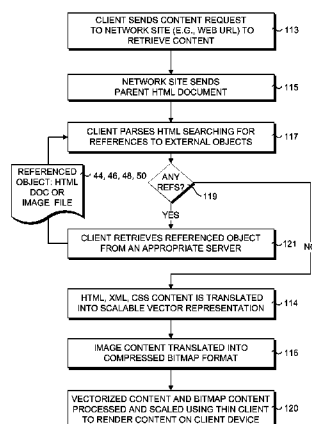 CLIENT SENDS CONTENT REQUEST
TO NETWORK SITE (E.G., WEB URL) TO
RETRIEVE CONTENT
113
NETWORK SITE SENDS
PARENT HTML DOCUMENT
115
CLIENT PARSES HTML SEARCHING FOR
REFERENCES TO EXTERNAL OBJECTS
117
REFERENCED
OBJECT: HTML
DOC OR
IMAGE FILE
44, 46, 48, 50
ANY
REFS?
119
YES
NO
CLIENT RETRIEVES REFERENCED OBJECT
FROM AN APPROPRIATE SERVER
121
HTML, XML, CSS CONTENT IS TRANSLATED
INTO SCALABLE VECTOR REPRESENTATION
114
IMAGE CONTENT TRANSLATED INTO
COMPRESSED BITMAP FORMAT
116
VECTORIZED CONTENT AND BITMAP CONTENT
PROCESSED AND SCALED USING THIN CLIENT
TO RENDER CONTENT ON CLIENT DEVICE
120